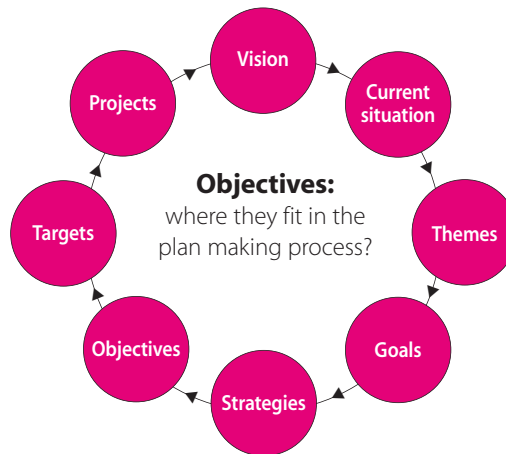 Vision
Current
situation
Themes
Goals
Strategies
Objectives
Targets
Projects
Objectives:
where they fit in the
plan making process?